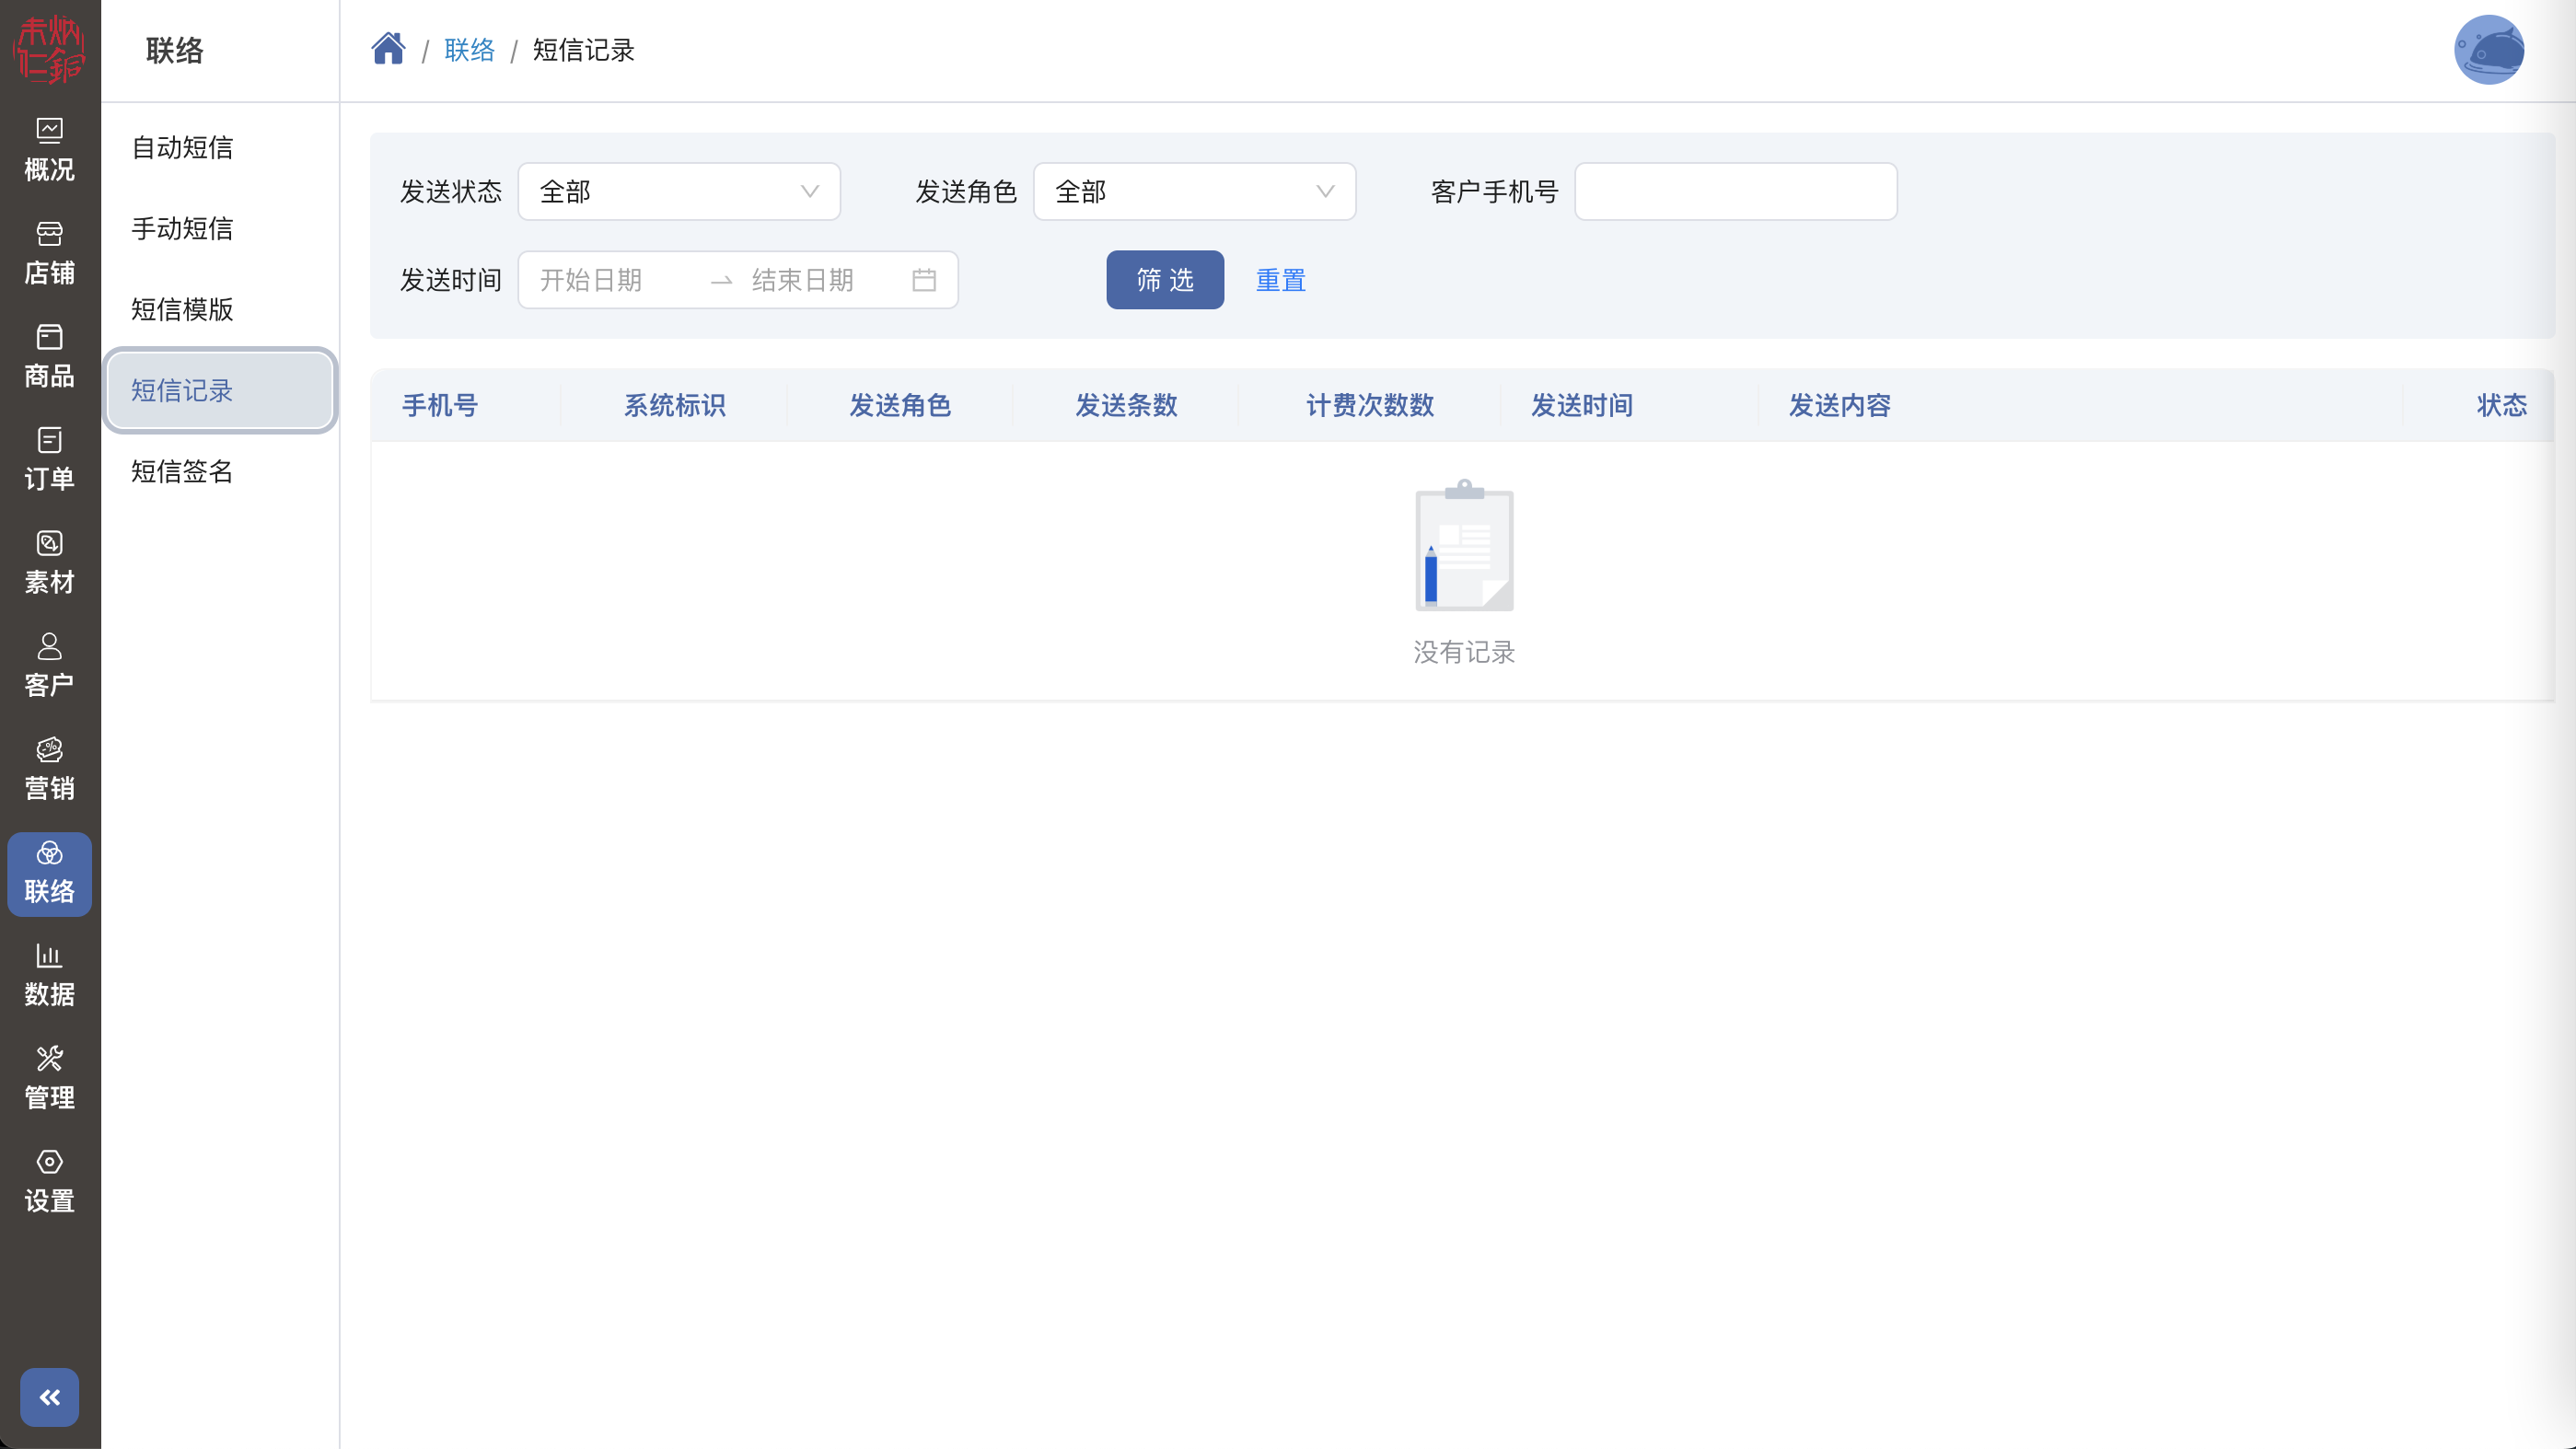 联络
/ 联络 / 短信记录
概况
店铺
商品
订单
素材
客户
营销
联络
数据
管理
设置
自动短信
手动短信
短信模版
短信记录
短信签名
发送状态 全部 发送角色 全部 客户手机号
发送时间 开始日期 结束日期 筛选 重置
手机号 系统标识 发送角色 发送条数 计费次数数 发送时间 发送内容 状态
没有记录